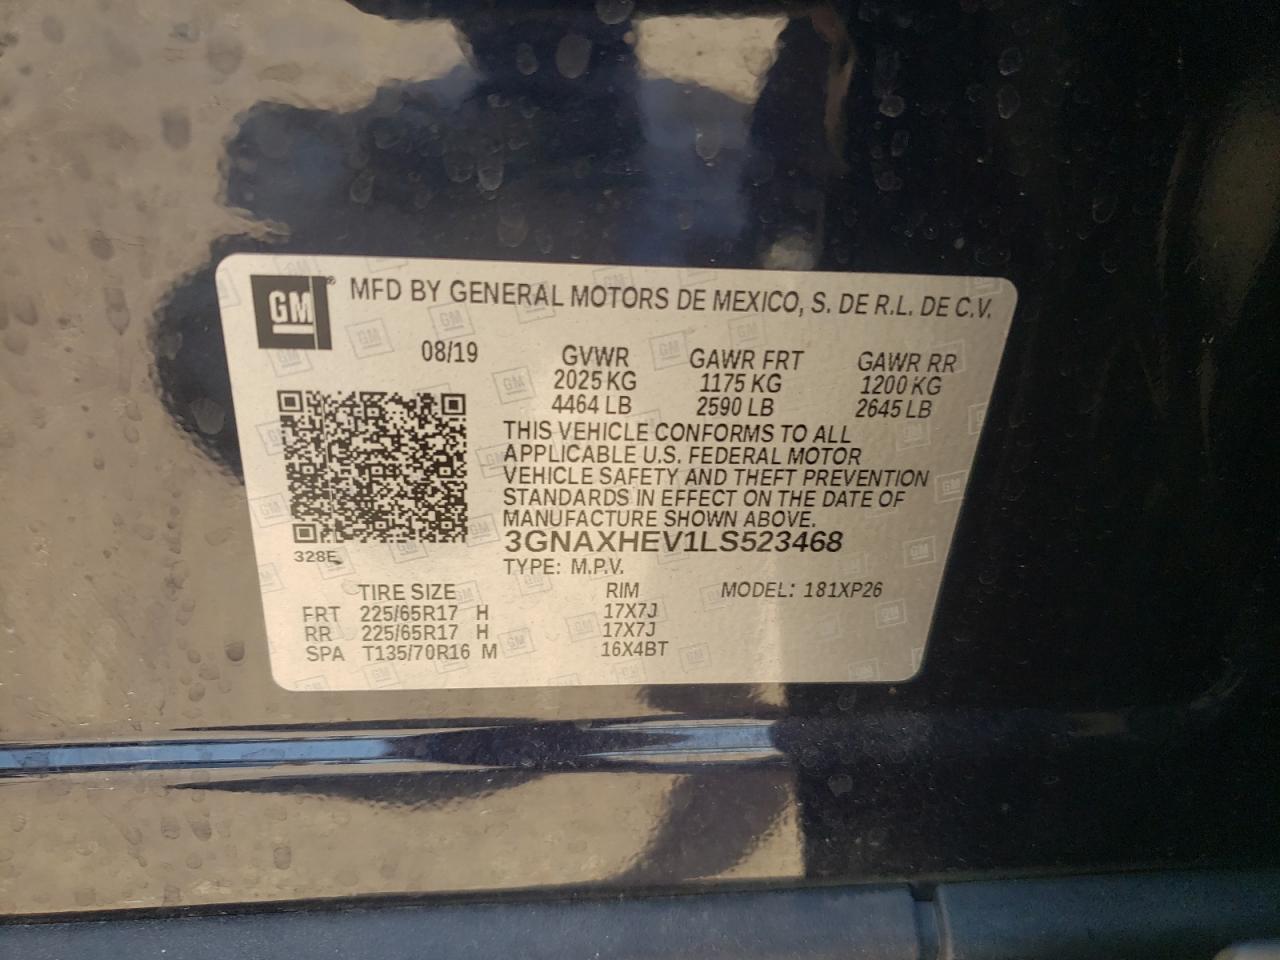 GM® MFD BY GENERAL MOTORS DE MEXICO, S. DE R.L. DE C.V.
08/19 GVWR GAWR FRT GAWR RR
2025 KG 1175 KG 1200 KG
4464 LB 2590 LB 2645 LB
THIS VEHICLE CONFORMS TO ALL
APPLICABLE U.S. FEDERAL MOTOR
VEHICLE SAFETY AND THEFT PREVENTION
STANDARDS IN EFFECT ON THE DATE OF
MANUFACTURE SHOWN ABOVE.
328E 3GNAXHEV1LS523468
TYPE: M.P.V.
TIRE SIZE RIM MODEL: 181XP26
FRT 225/65R17 H 17X7J
RR 225/65R17 H 17X7J
SPA T135/70R16 M 16X4BT